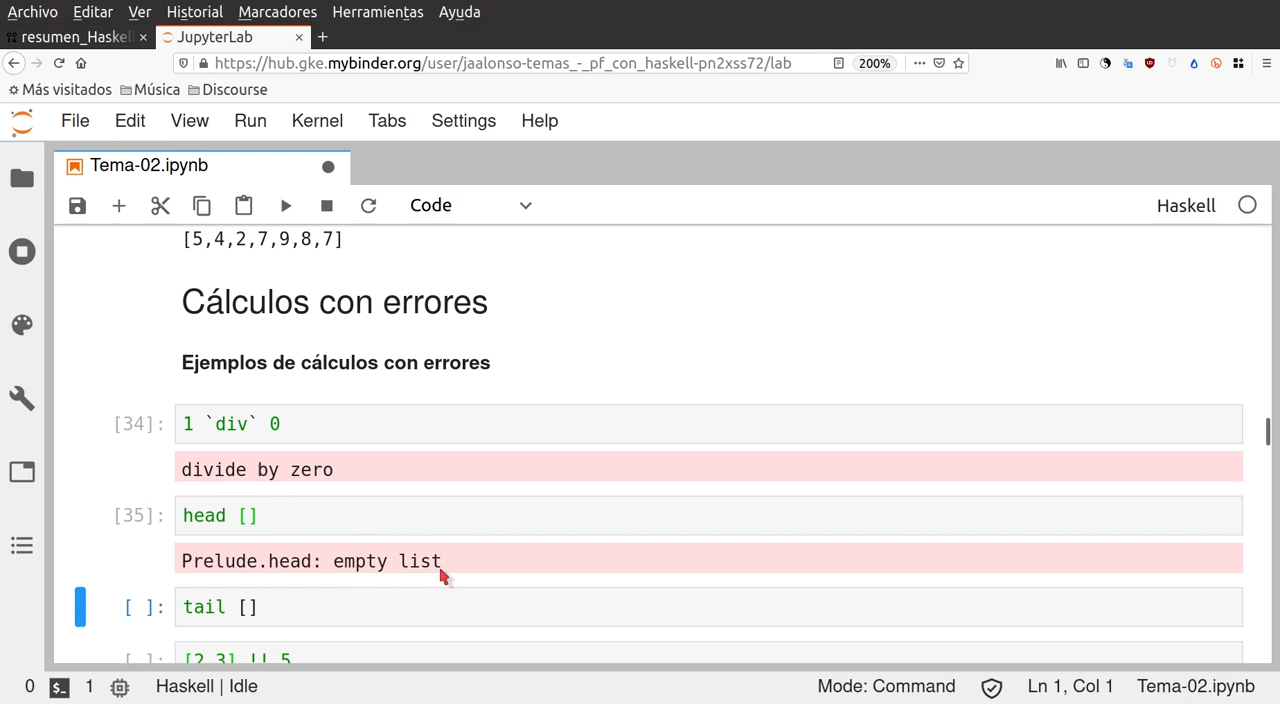 Archivo Editar Ver Historial Marcadores Herramientas Ayuda
resumen_Haskell × JupyterLab × +
https://hub.gke.mybinder.org/user/jaalonso-temas_-_pf_con_haskell-pn2xss72/lab 200%
Más visitados Música Discourse
File Edit View Run Kernel Tabs Settings Help
Tema-02.ipynb
Code Haskell
[5,4,2,7,9,8,7]
Cálculos con errores
Ejemplos de cálculos con errores
[34]: 1 `div` 0
divide by zero
[35]: head []
Prelude.head: empty list
[ ]: tail []
[ ]: [2,3] !! 5
0 $_ 1 Haskell | Idle Mode: Command Ln 1, Col 1 Tema-02.ipynb